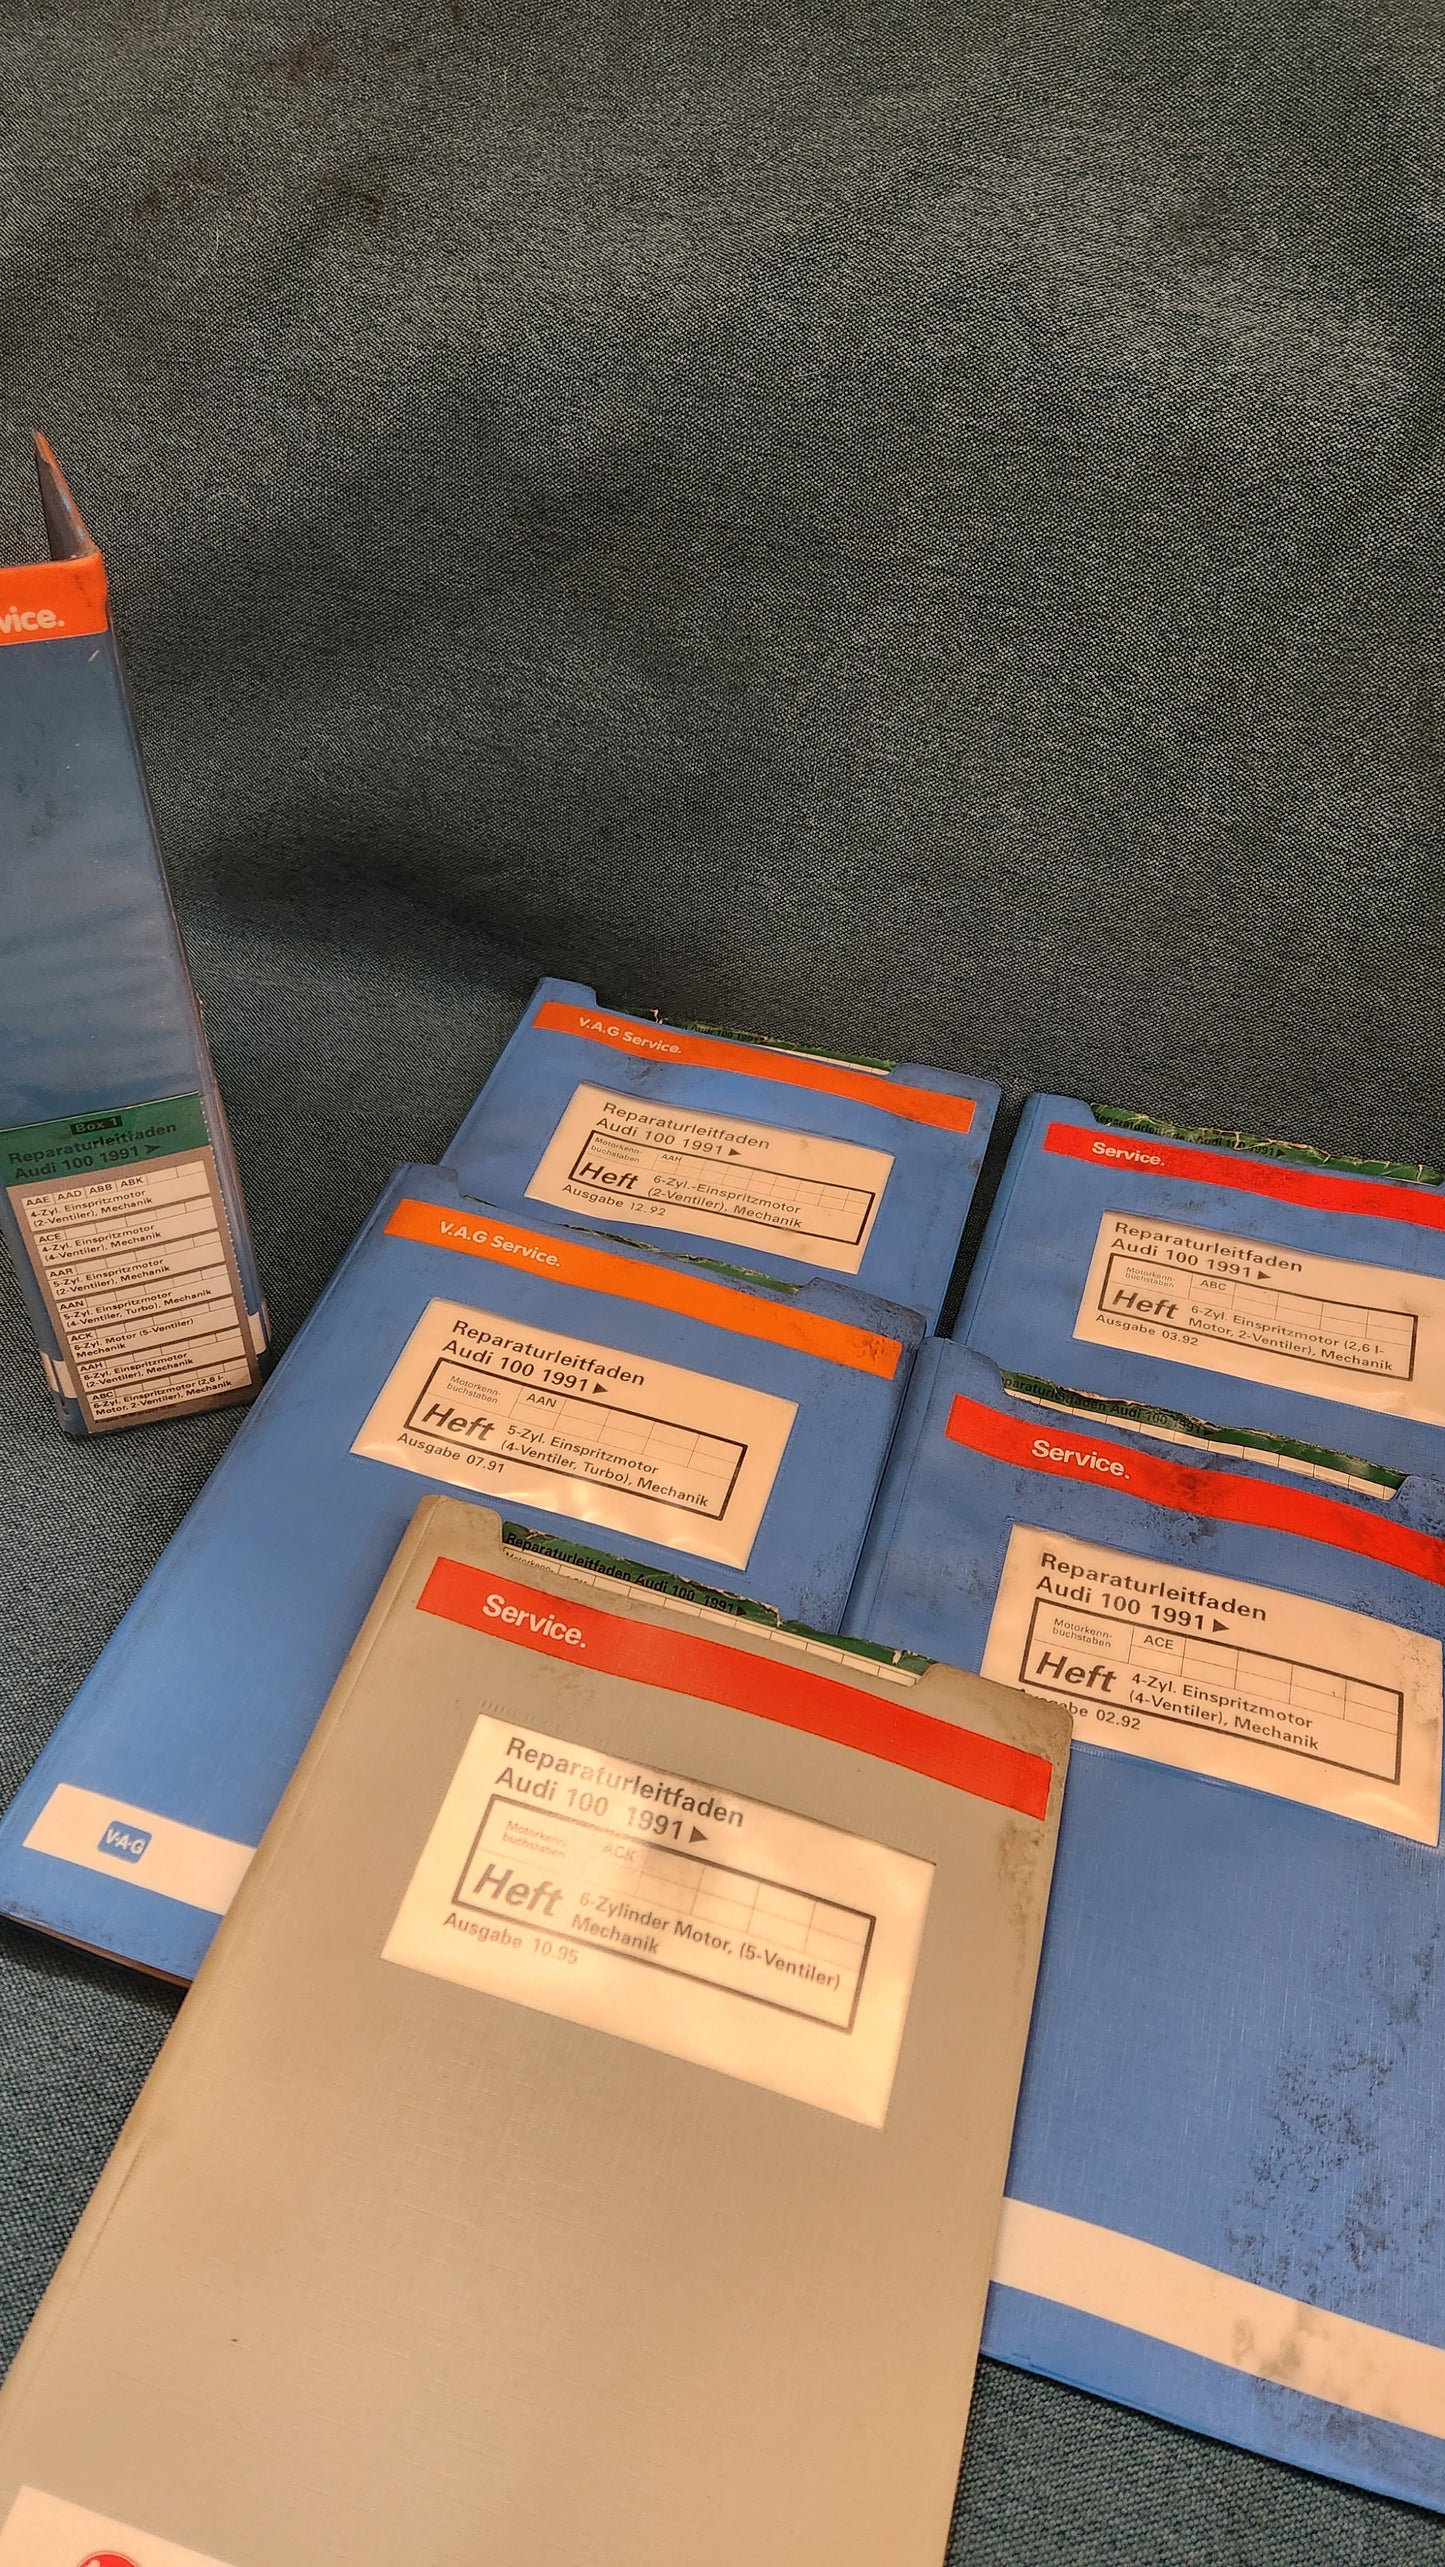 vice.
Box 1
Reparaturleitfaden
Audi 100 1991 ➤
AAE AAD ABB ABK
4-Zyl. Einspritzmotor
(2-Ventiler), Mechanik
ACE
4-Zyl. Einspritzmotor
(4-Ventiler), Mechanik
AAR
5-Zyl. Einspritzmotor
(2-Ventiler), Mechanik
AAN
5-Zyl. Einspritzmotor
(4-Ventiler, Turbo), Mechanik
ACK
6-Zyl. Motor (5-Ventiler)
Mechanik
AAH
6-Zyl. Einspritzmotor
(2-Ventiler), Mechanik
ABC
6-Zyl. Einspritzmotor (2,6 l-
Motor, 2-Ventiler), Mechanik
V.A.G Service.
Reparaturleitfaden
Audi 100 1991 ▶
Motorkenn-
buchstaben
AAH
Heft
6-Zyl.-Einspritzmotor
(2-Ventiler), Mechanik
Ausgabe 12.92
Service.
Reparaturleitfaden
Audi 100 1991 ▶
Motorkenn-
buchstaben
ABC
Heft
6-Zyl. Einspritzmotor (2,6 l-
Motor, 2-Ventiler), Mechanik
Ausgabe 03.92
V.A.G Service.
Reparaturleitfaden
Audi 100 1991 ▶
Motorkenn-
buchstaben
AAN
Heft
5-Zyl. Einspritzmotor
(4-Ventiler, Turbo), Mechanik
Ausgabe 07.91
V·A·G
paraturleitfaden Audi 100 1991
Service.
Reparaturleitfaden
Audi 100 1991 ▶
Motorkenn-
buchstaben
ACE
Heft
4-Zyl. Einspritzmotor
(4-Ventiler), Mechanik
Ausgabe 02.92
Reparaturleitfaden Audi 100 1991 ▶
Service.
Reparaturleitfaden
Audi 100 1991 ▶
Motorkenn-
buchstaben
ACK
Heft
6-Zylinder Motor, (5-Ventiler)
Mechanik
Ausgabe 10.95